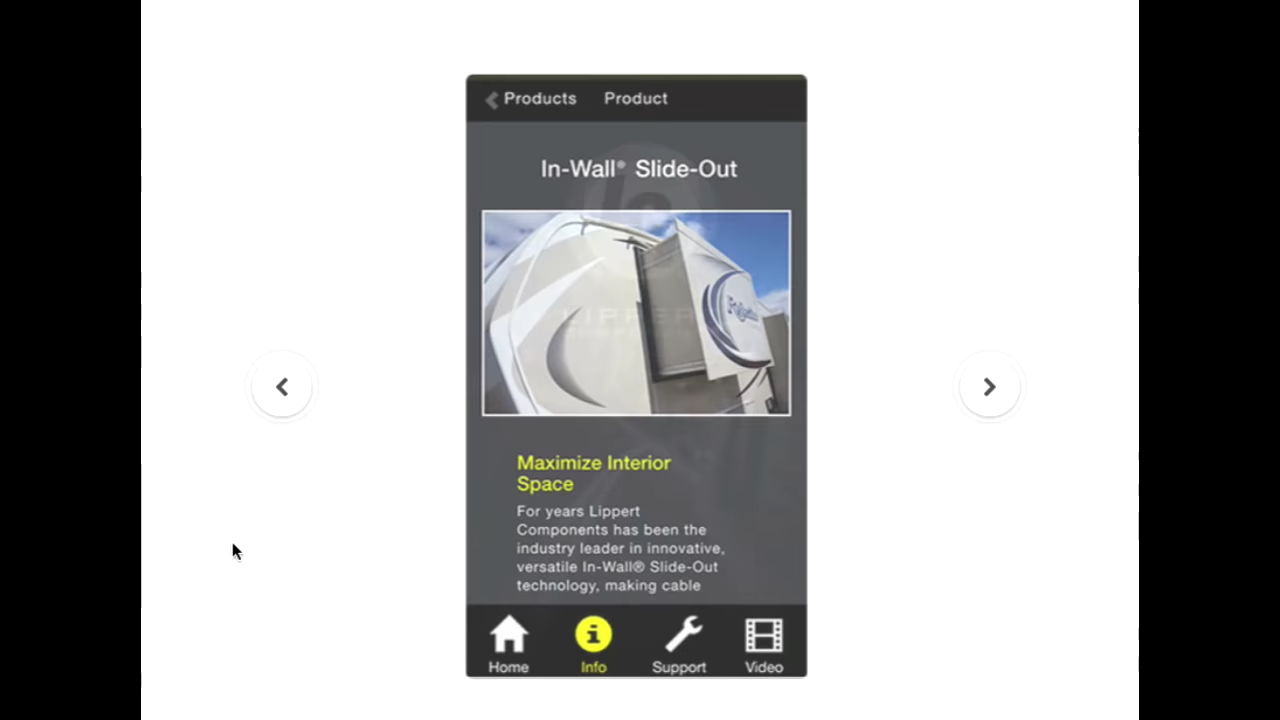 Products Product
In-Wall® Slide-Out
LIPPERT
Maximize Interior
Space
For years Lippert
Components has been the
industry leader in innovative,
versatile In-Wall® Slide-Out
technology, making cable
Home Info Support Video